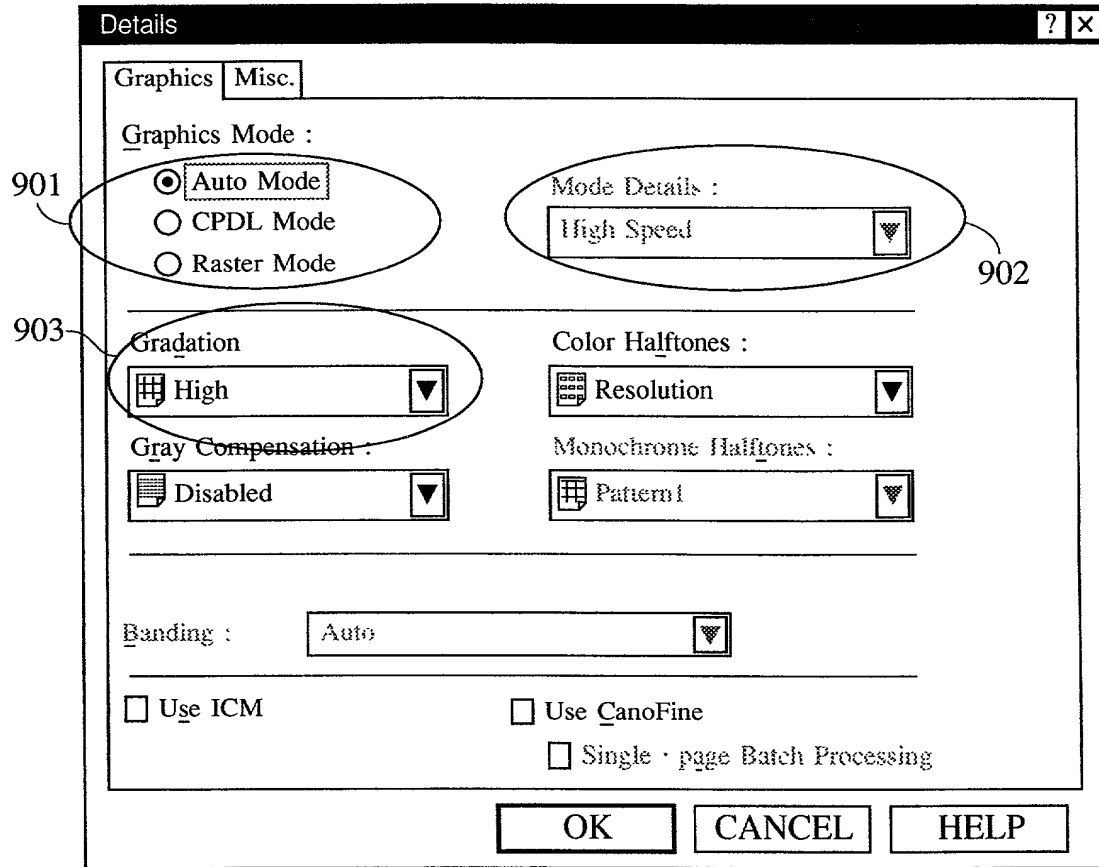 Details ? ×
Graphics Misc.
Graphics Mode :
901
Auto Mode
CPDL Mode
Raster Mode
Mode Details :
High Speed
902
903
Gradation
High
Color Halftones :
Resolution
Gray Compensation :
Disabled
Monochrome Halftones :
Pattern1
Banding : Auto
Use ICM
Use CanoFine
Single · page Batch Processing
OK CANCEL HELP